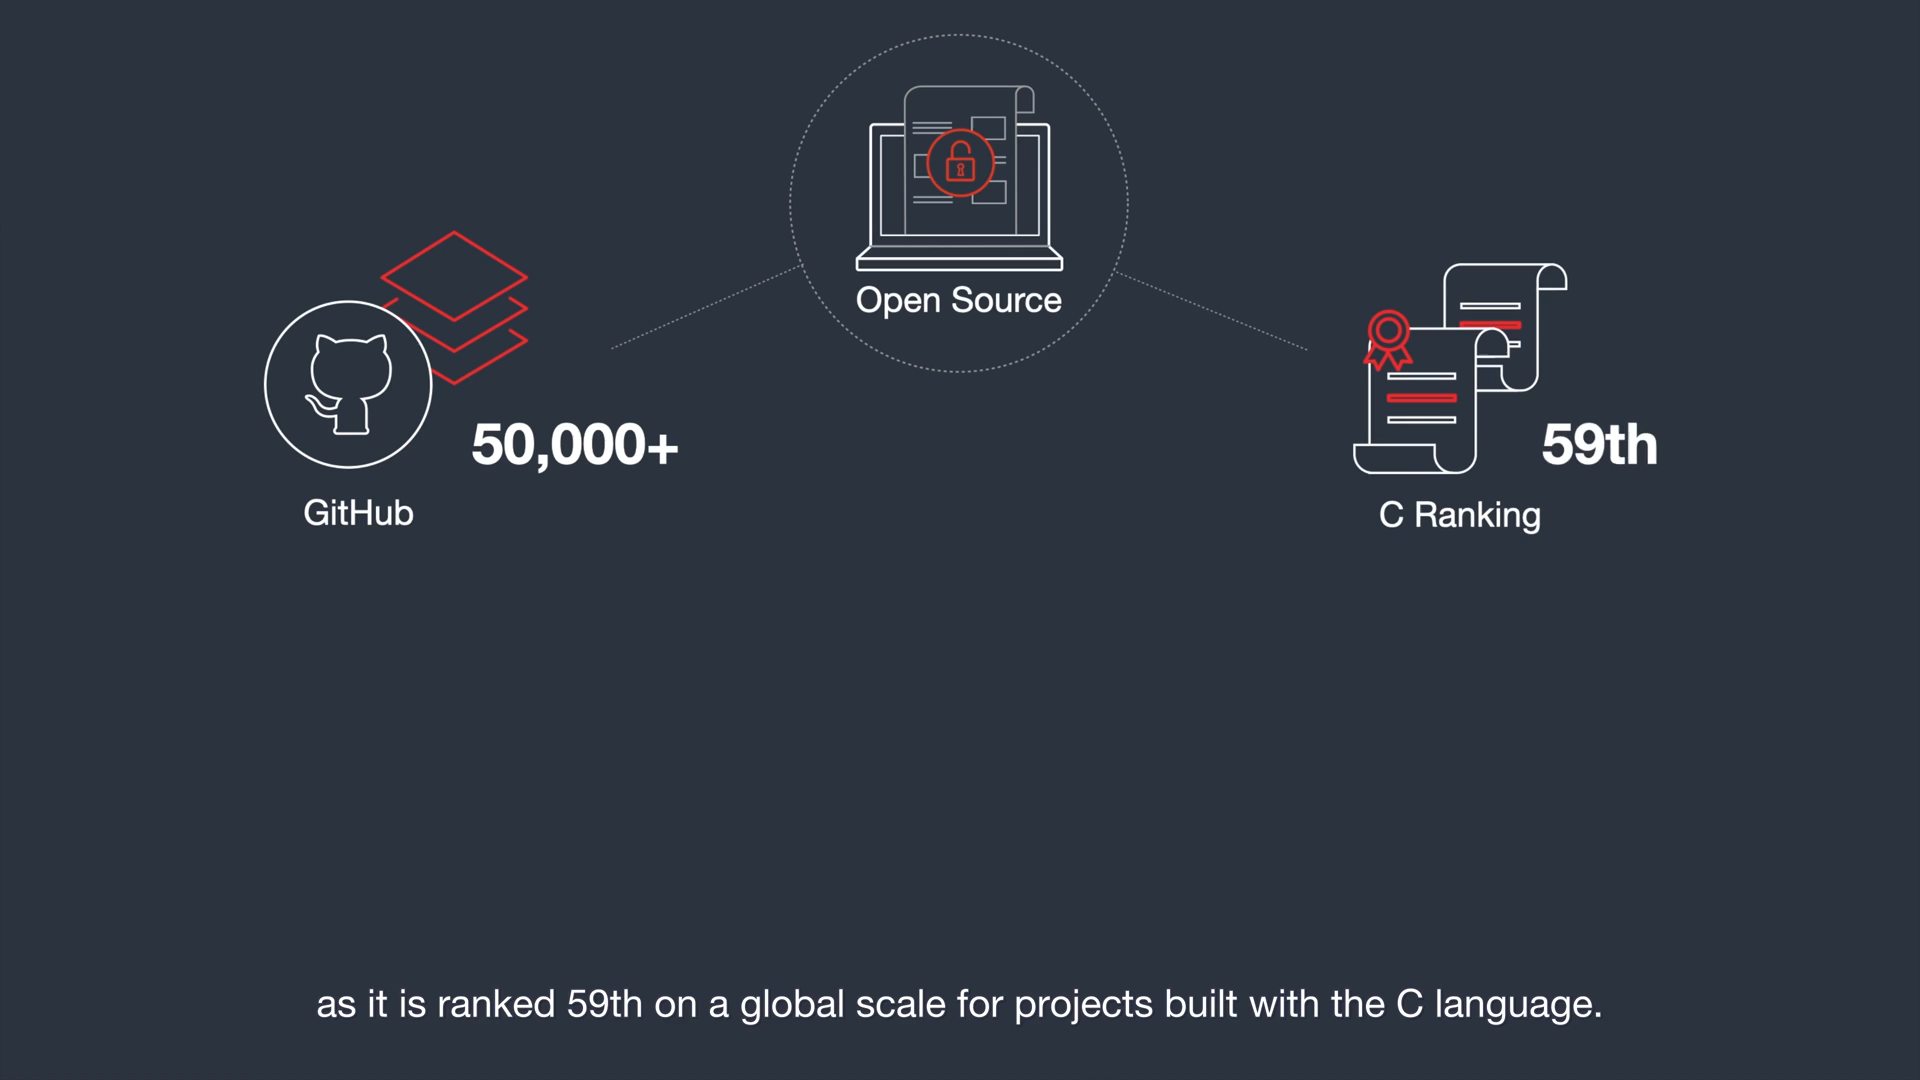 Open Source
50,000+
GitHub
59th
C Ranking
as it is ranked 59th on a global scale for projects built with the C language.